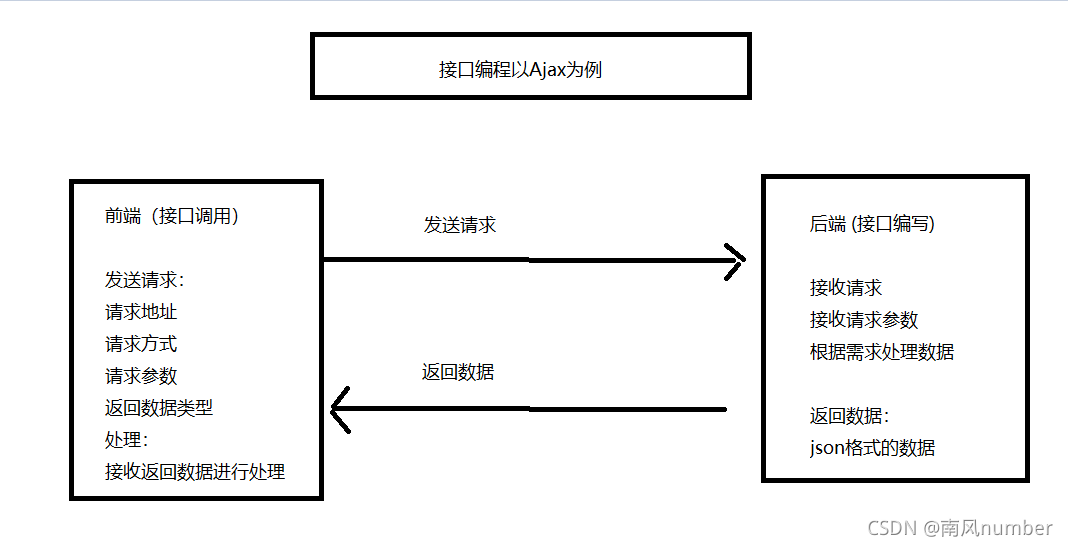 接口编程以Ajax为例
前端（接口调用）
发送请求：
请求地址
请求方式
请求参数
返回数据类型
处理：
接收返回数据进行处理
发送请求
返回数据
后端 (接口编写)
接收请求
接收请求参数
根据需求处理数据
返回数据：
json格式的数据
CSDN @南风number